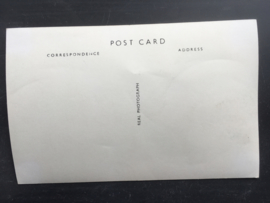 POST CARD
CORRESPONDENCE
ADDRESS
REAL PHOTOGRAPH